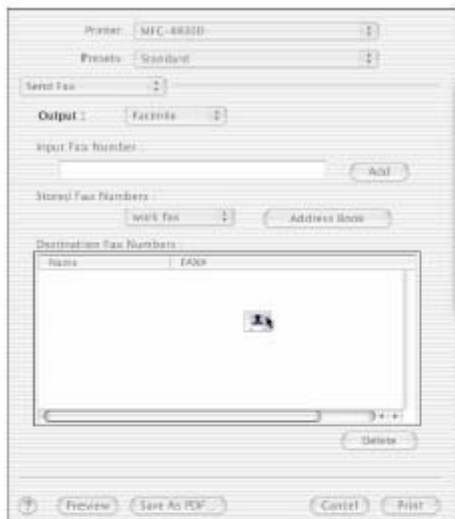 Printer: MFC-8830D
Presets: Standard
Send Fax
Output : Facsimile
Input Fax Number :
Add
Stored Fax Numbers :
work fax Address Book
Destination Fax Numbers :
Name FAX#
Delete
? Preview Save As PDF... Cancel Print